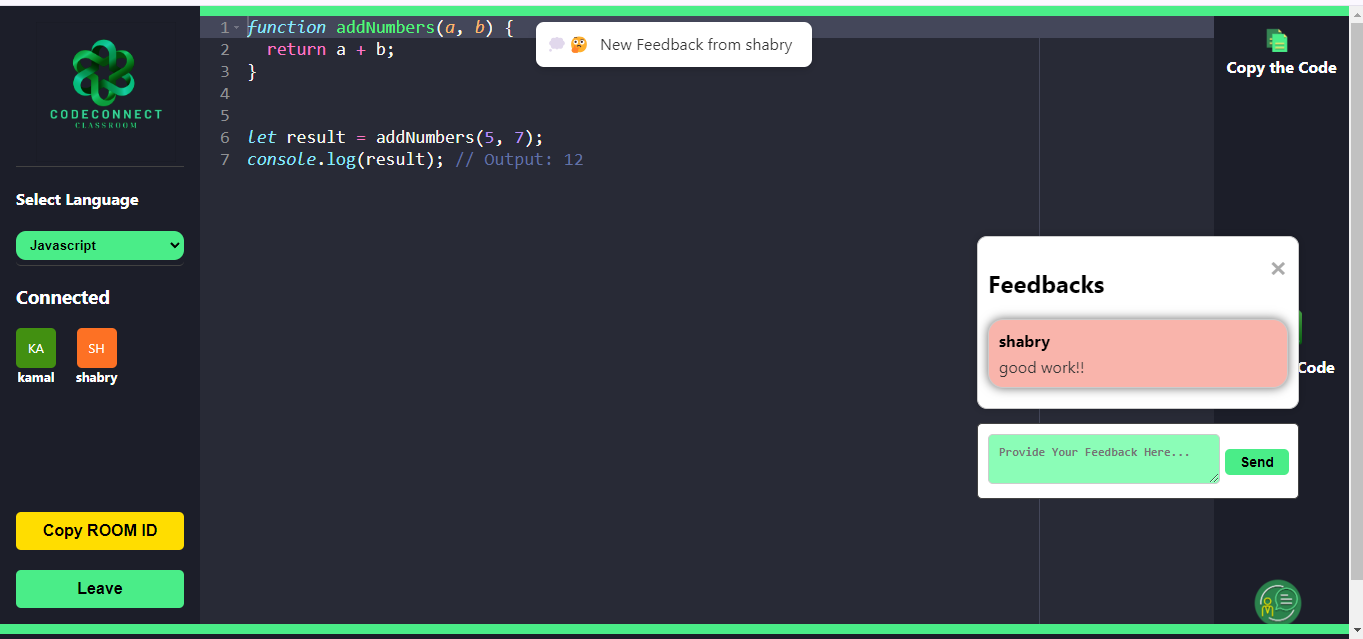 CODECONNECT
CLASSROOM
Select Language
Javascript
Connected
KA
SH
kamal
shabry
Copy ROOM ID
Leave
1 function addNumbers(a, b) {
2 return a + b;
3 }
4
5
6 let result = addNumbers(5, 7);
7 console.log(result); // Output: 12
New Feedback from shabry
Copy the Code
Code
Feedbacks
×
shabry
good work!!
Provide Your Feedback Here...
Send